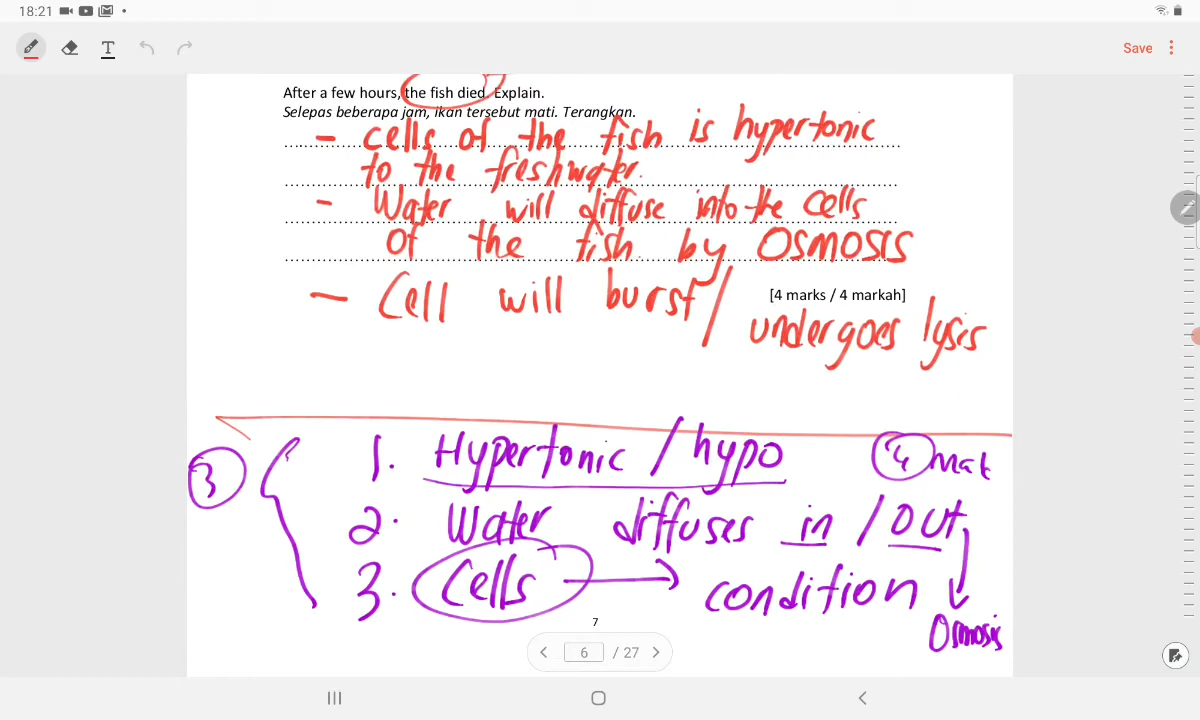 18:21
T
Save
After a few hours, the fish died. Explain.
Selepas beberapa jam, ikan tersebut mati. Terangkan.
- cells of the fish is hypertonic
to the freshwater.
- Water will diffuse into the cells
of the fish by OSMOSIS
- Cell will burst /
[4 marks / 4 markah]
undergoes lysis
3
1. Hypertonic / hypo
4 mat
2. Water diffuses in / out
3. Cells → condition
Osmosis
7
6 / 27